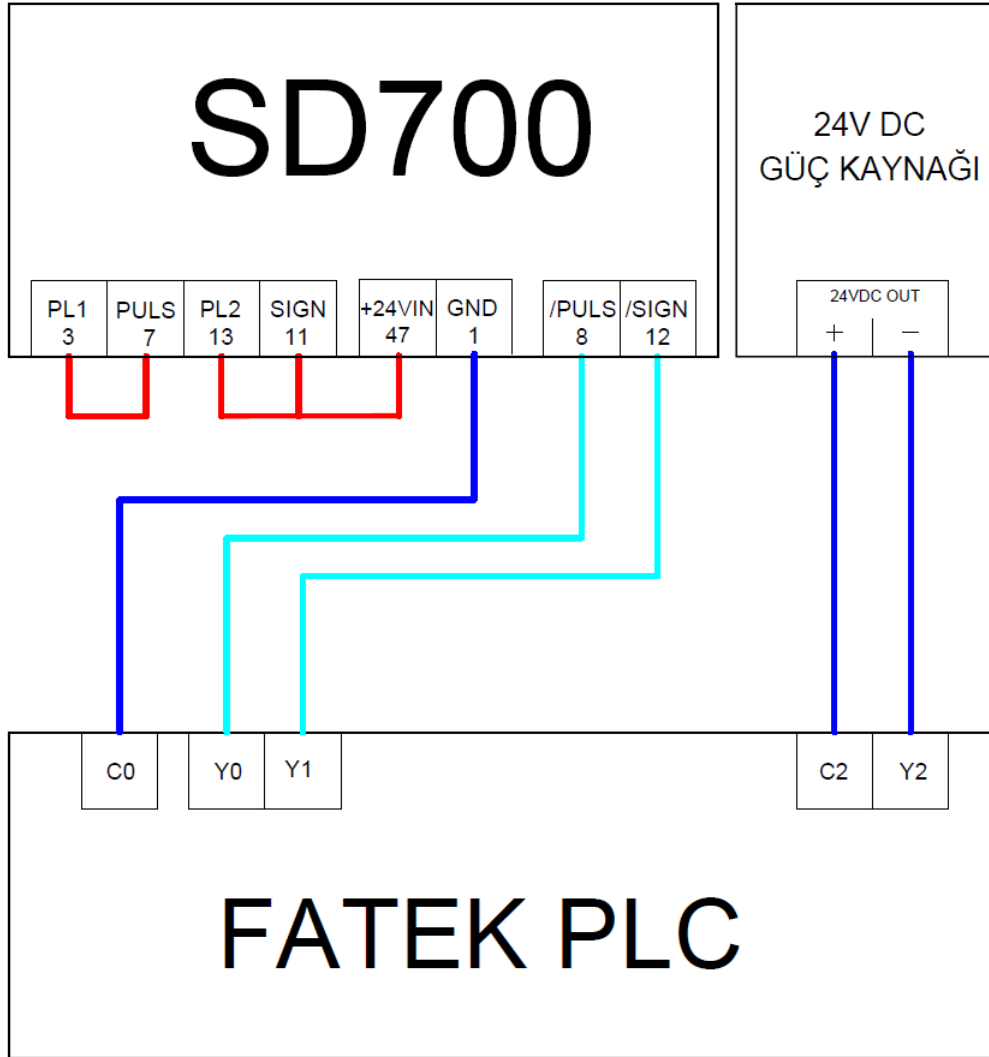 SD700
24V DC
GÜÇ KAYNAĞI
PL1 PULS PL2 SIGN +24VIN GND /PULS /SIGN
3 7 13 11 47 1 8 12
24VDC OUT
+ −
C0 Y0 Y1 C2 Y2
FATEK PLC